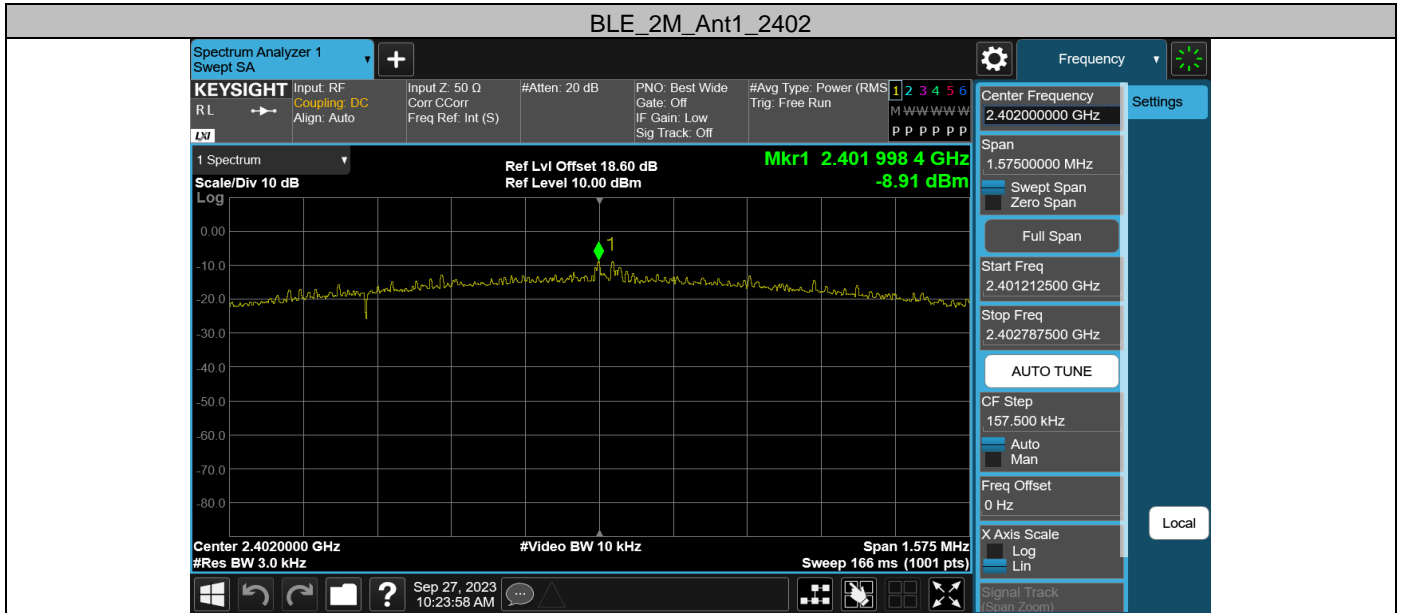 BLE_2M_Ant1_2402
Spectrum Analyzer 1
Swept SA
+
Frequency
KEYSIGHT
RL
LXI
Input: RF
Coupling: DC
Align: Auto
Input Z: 50 Ω
Corr CCorr
Freq Ref: Int (S)
#Atten: 20 dB
PNO: Best Wide
Gate: Off
IF Gain: Low
Sig Track: Off
#Avg Type: Power (RMS
Trig: Free Run
1 2 3 4 5 6
M W W W W W
P P P P P P
1 Spectrum
Scale/Div 10 dB
Ref Lvl Offset 18.60 dB
Ref Level 10.00 dBm
Mkr1 2.401 998 4 GHz
-8.91 dBm
Log
0.00
-10.0
-20.0
-30.0
-40.0
-50.0
-60.0
-70.0
-80.0
1
Center 2.4020000 GHz
#Res BW 3.0 kHz
#Video BW 10 kHz
Span 1.575 MHz
Sweep 166 ms (1001 pts)
?
Sep 27, 2023
10:23:58 AM
Center Frequency
2.402000000 GHz
Span
1.57500000 MHz
Swept Span
Zero Span
Full Span
Start Freq
2.401212500 GHz
Stop Freq
2.402787500 GHz
AUTO TUNE
CF Step
157.500 kHz
Auto
Man
Freq Offset
0 Hz
X Axis Scale
Log
Lin
Signal Track
(Span Zoom)
Settings
Local